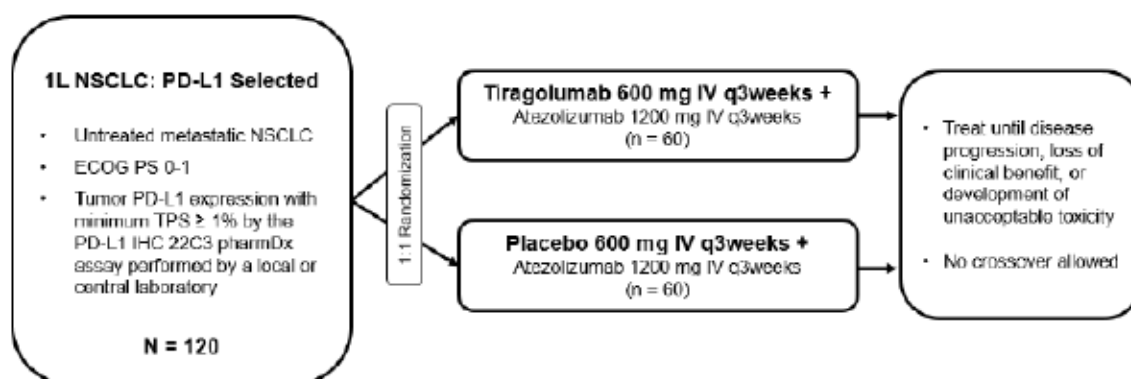 1L NSCLC: PD-L1 Selected
• Untreated metastatic NSCLC
• ECOG PS 0-1
• Tumor PD-L1 expression with
minimum TPS ≥ 1% by the
PD-L1 IHC 22C3 pharmDx
assay performed by a local or
central laboratory
N = 120
1:1 Randomization
Tiragolumab 600 mg IV q3weeks +
Atezolizumab 1200 mg IV q3weeks
(n = 60)
Placebo 600 mg IV q3weeks +
Atezolizumab 1200 mg IV q3weeks
(n = 60)
• Treat until disease
progression, loss of
clinical benefit, or
development of
unacceptable toxicity
• No crossover allowed